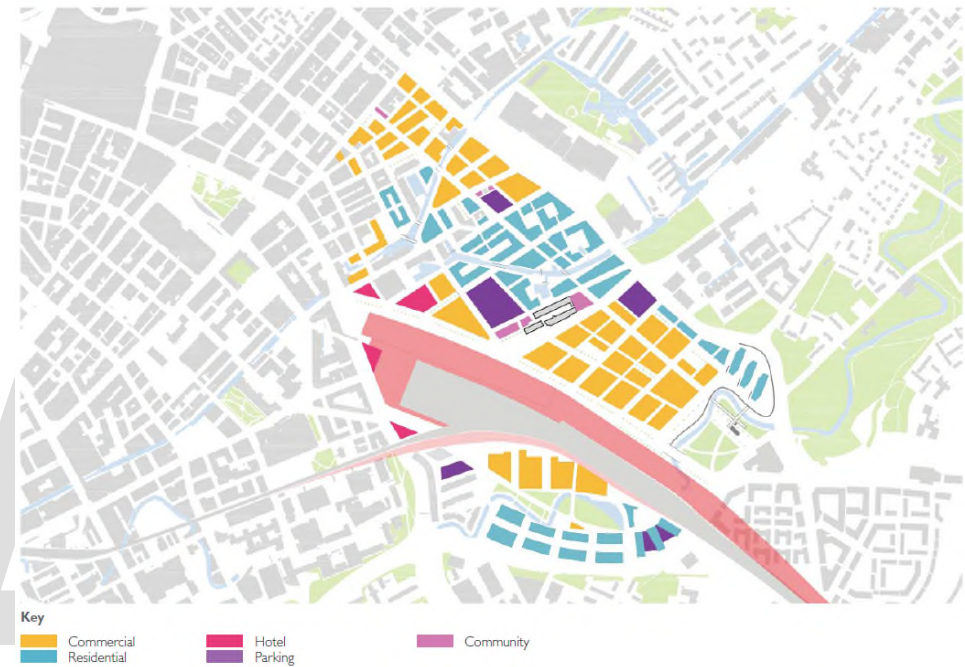 Key
Commercial
Hotel
Community
Residential
Parking